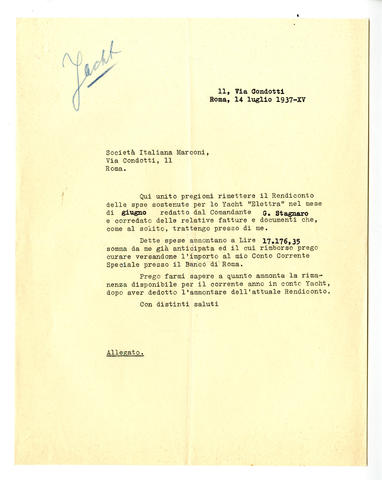 Yacht
11, Via Condotti
Roma, 14 luglio 1937-XV
Società Italiana Marconi,
Via Condotti, 11
Roma.
Qui unito pregiomi rimettere il Rendiconto
delle spse sostenute per lo Yacht "Elettra" nel mese
di giugno redatto dal Comandante G. Stagnaro
e corredato delle relative fatture e documenti che,
come al solito, trattengo presso di me.
Dette spese ammontano a Lire 17.176,35
somma da me già anticipata ed il cui rimborso prego
curare versandome l'importo al mio Conto Corrente
Speciale presso il Banco di Roma.
Prego farmi sapere a quanto ammonta la rima-
nenza disponibile per il corrente anno in conto Yacht,
dopo aver dedotto l'ammontare dell'attuale Rendiconto.
Con distinti saluti
Allegato.